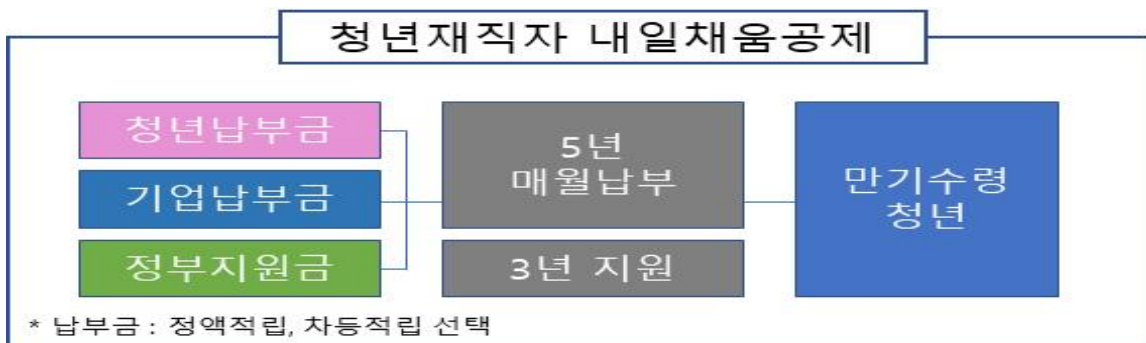 청년재직자 내일채움공제
청년납부금
기업납부금
정부지원금
5년
매월납부
3년 지원
만기수령
청년
* 납부금 : 정액적립, 차등적립 선택